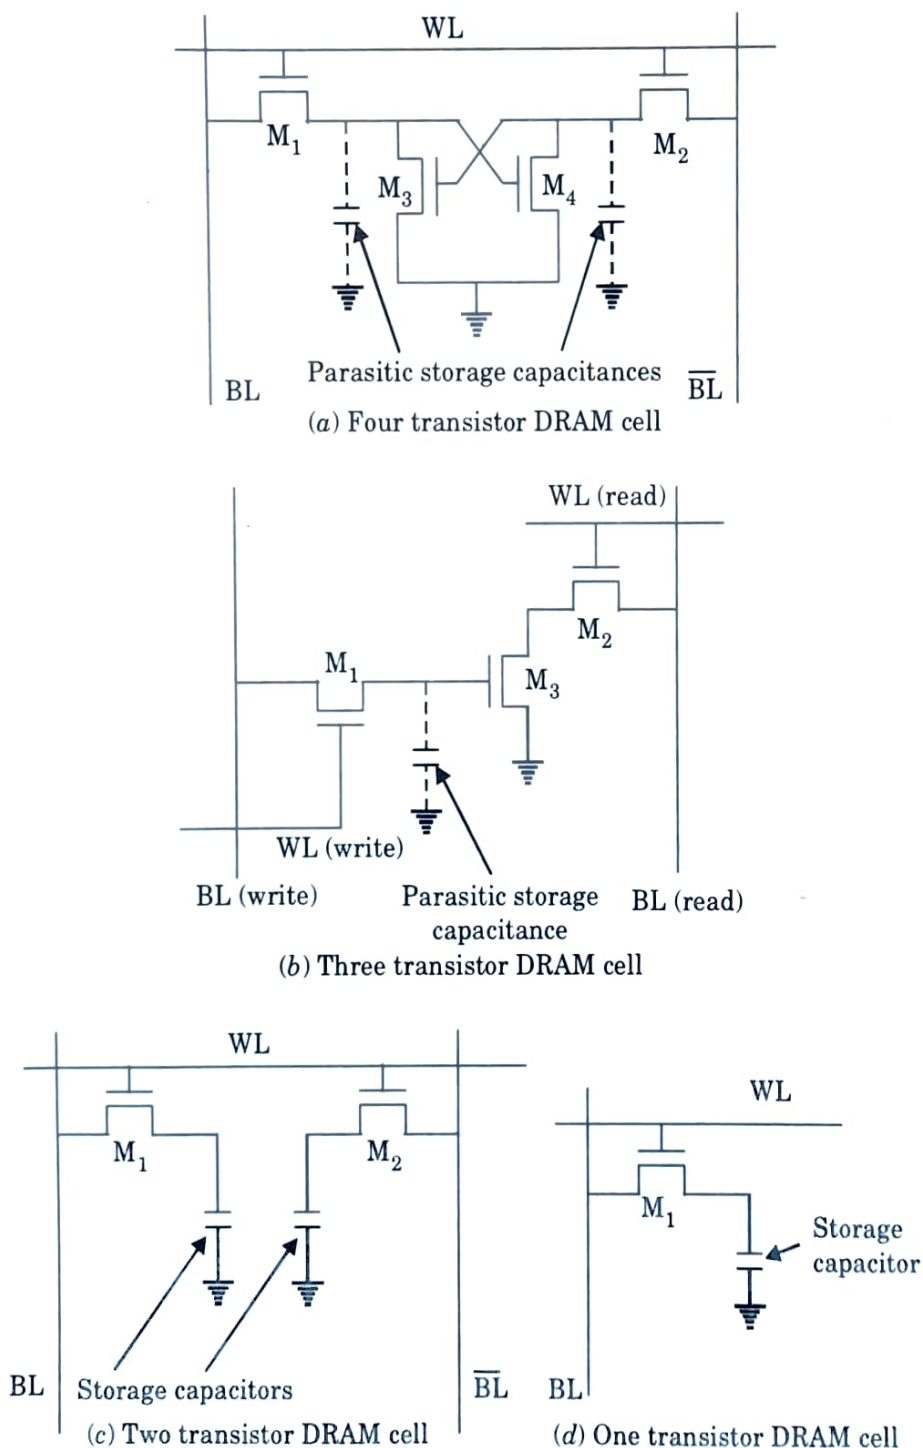 WL
M1
M2
M3
M4
Parasitic storage capacitances
BL
B̅L̅
(a) Four transistor DRAM cell
WL (read)
M2
M1
M3
WL (write)
BL (write)
Parasitic storage
capacitance
BL (read)
(b) Three transistor DRAM cell
WL
M1
M2
BL
Storage capacitors
B̅L̅
(c) Two transistor DRAM cell
WL
M1
Storage
capacitor
BL
(d) One transistor DRAM cell